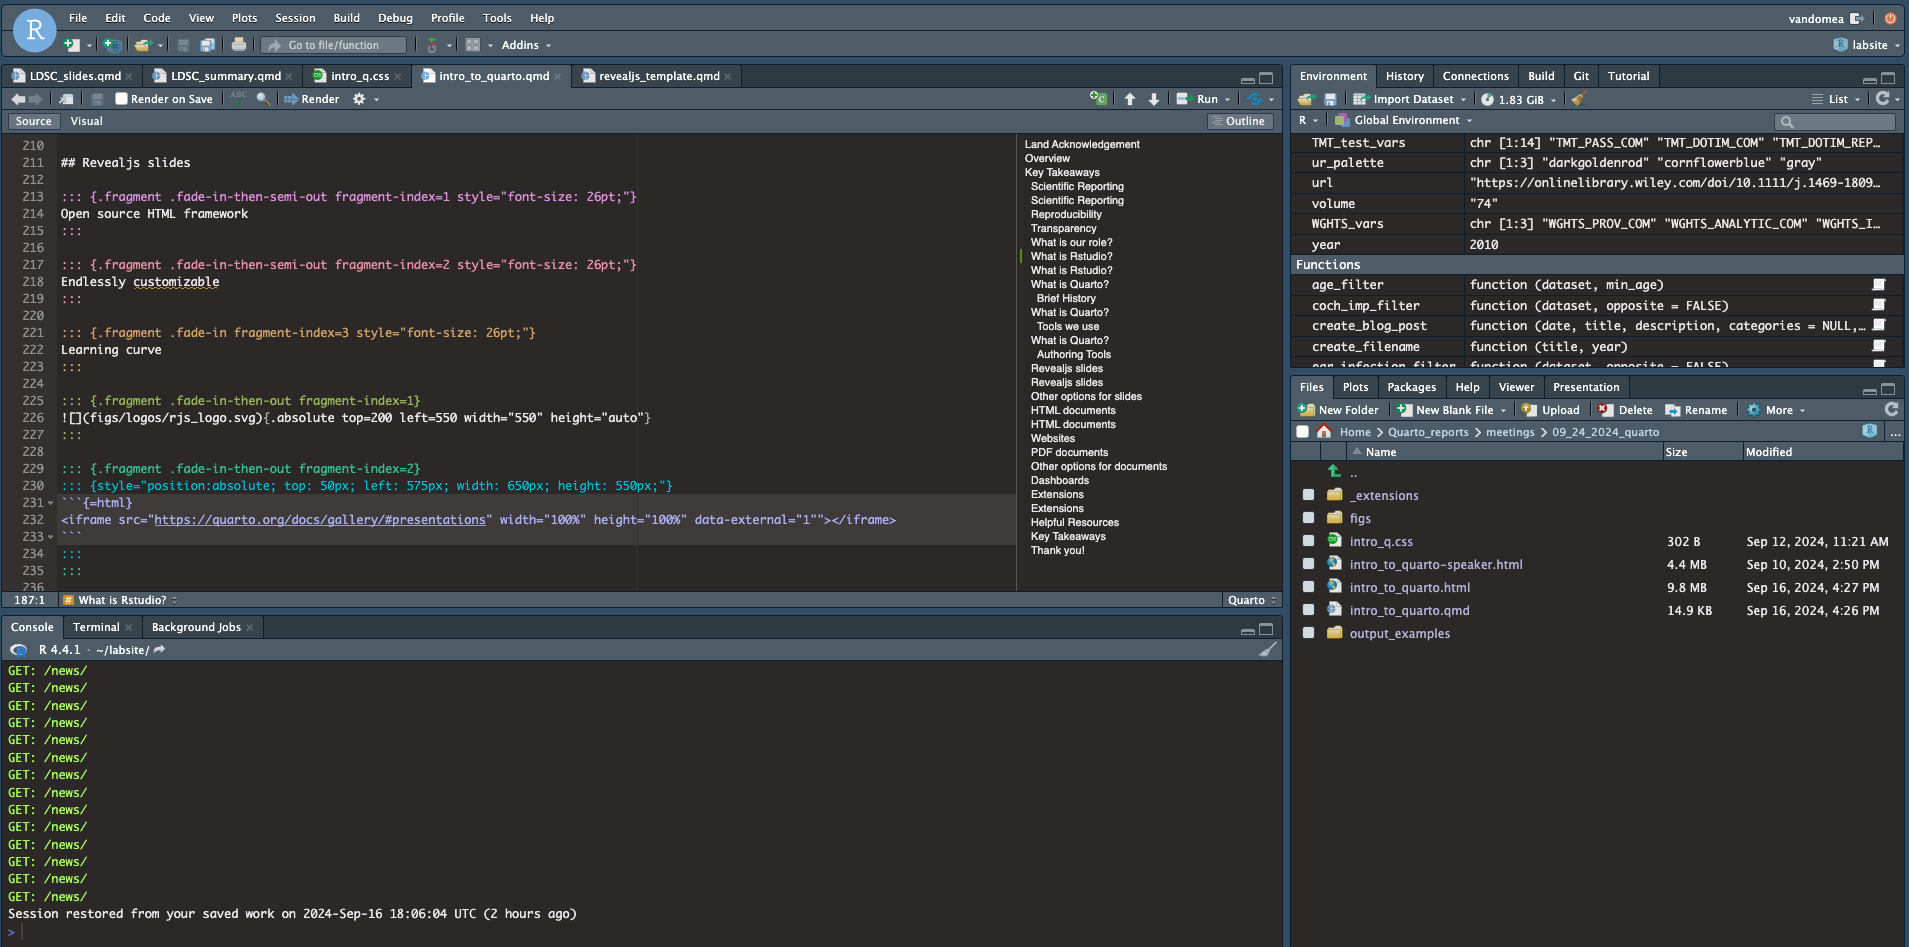 File Edit Code View Plots Session Build Debug Profile Tools Help
vandomea
R
Go to file/function
Addins
labsite
LDSC_slides.qmd
LDSC_summary.qmd
intro_q.css
intro_to_quarto.qmd
revealjs_template.qmd
Render on Save
ABC
Render
Run
Source Visual
Outline
210
211 ## Revealjs slides
212
213 ::: {.fragment .fade-in-then-semi-out fragment-index=1 style="font-size: 26pt;"}
214 Open source HTML framework
215 :::
216
217 ::: {.fragment .fade-in-then-semi-out fragment-index=2 style="font-size: 26pt;"}
218 Endlessly customizable
219 :::
220
221 ::: {.fragment .fade-in fragment-index=3 style="font-size: 26pt;"}
222 Learning curve
223 :::
224
225 ::: {.fragment .fade-in-then-out fragment-index=1}
226 ![](figs/logos/rjs_logo.svg){.absolute top=200 left=550 width="550" height="auto"}
227 :::
228
229 ::: {.fragment .fade-in-then-out fragment-index=2}
230 ::: {style="position:absolute; top: 50px; left: 575px; width: 650px; height: 550px;"}
231 ```{=html}
232 <iframe src="https://quarto.org/docs/gallery/#presentations" width="100%" height="100%" data-external="1""></iframe>
233 ```
234 :::
235 :::
236
Land Acknowledgement
Overview
Key Takeaways
Scientific Reporting
Scientific Reporting
Reproducibility
Transparency
What is our role?
What is Rstudio?
What is Rstudio?
What is Quarto?
Brief History
What is Quarto?
Tools we use
What is Quarto?
Authoring Tools
Revealjs slides
Revealjs slides
Other options for slides
HTML documents
HTML documents
Websites
PDF documents
Other options for documents
Dashboards
Extensions
Extensions
Helpful Resources
Key Takeaways
Thank you!
187:1 # What is Rstudio?
Quarto
Console Terminal Background Jobs
R 4.4.1 · ~/labsite/
GET: /news/
GET: /news/
GET: /news/
GET: /news/
GET: /news/
GET: /news/
GET: /news/
GET: /news/
GET: /news/
GET: /news/
GET: /news/
GET: /news/
GET: /news/
GET: /news/
Session restored from your saved work on 2024-Sep-16 18:06:04 UTC (2 hours ago)
>
Environment History Connections Build Git Tutorial
Import Dataset
1.83 GiB
List
R Global Environment
TMT_test_vars chr [1:14] "TMT_PASS_COM" "TMT_DOTIM_COM" "TMT_DOTIM_REP…
ur_palette chr [1:3] "darkgoldenrod" "cornflowerblue" "gray"
url "https://onlinelibrary.wiley.com/doi/10.1111/j.1469-1809…
volume "74"
WGHTS_vars chr [1:3] "WGHTS_PROV_COM" "WGHTS_ANALYTIC_COM" "WGHTS_I…
year 2010
Functions
age_filter function (dataset, min_age)
coch_imp_filter function (dataset, opposite = FALSE)
create_blog_post function (date, title, description, categories = NULL,…
create_filename function (title, year)
ear_infection_filter function (dataset, opposite = FALSE)
Files Plots Packages Help Viewer Presentation
New Folder New Blank File Upload Delete Rename More
Home > Quarto_reports > meetings > 09_24_2024_quarto
...
Name Size Modified
..
_extensions
figs
intro_q.css 302 B Sep 12, 2024, 11:21 AM
intro_to_quarto-speaker.html 4.4 MB Sep 10, 2024, 2:50 PM
intro_to_quarto.html 9.8 MB Sep 16, 2024, 4:27 PM
intro_to_quarto.qmd 14.9 KB Sep 16, 2024, 4:26 PM
output_examples